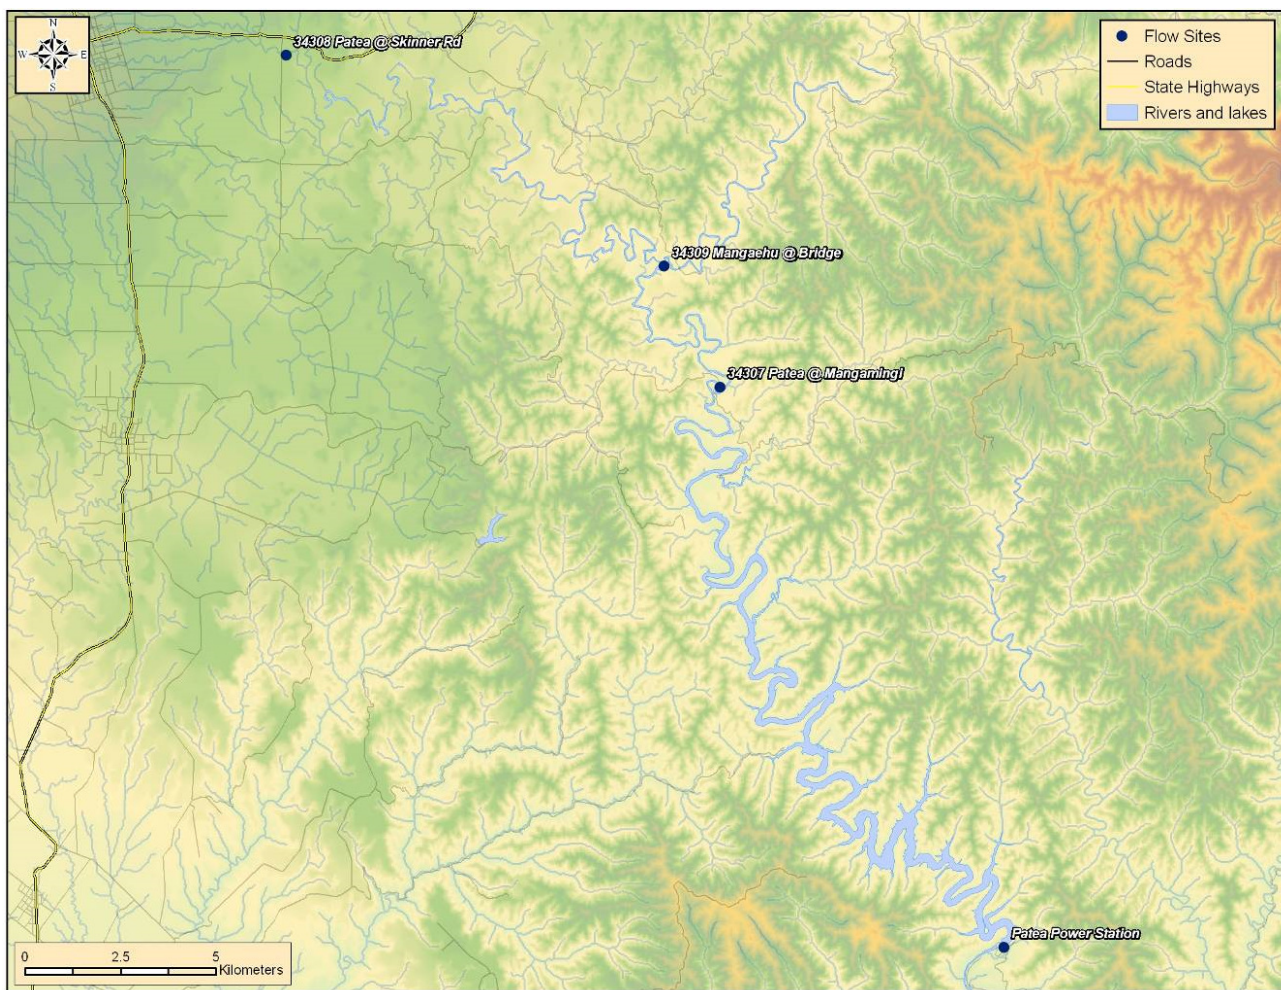 N
W E
S
34308 Patea @ Skinner Rd
Flow Sites
Roads
State Highways
Rivers and lakes
34309 Mangaehu @ Bridge
34307 Patea @ Mangamingi
Patea Power Station
0 2.5 5
Kilometers